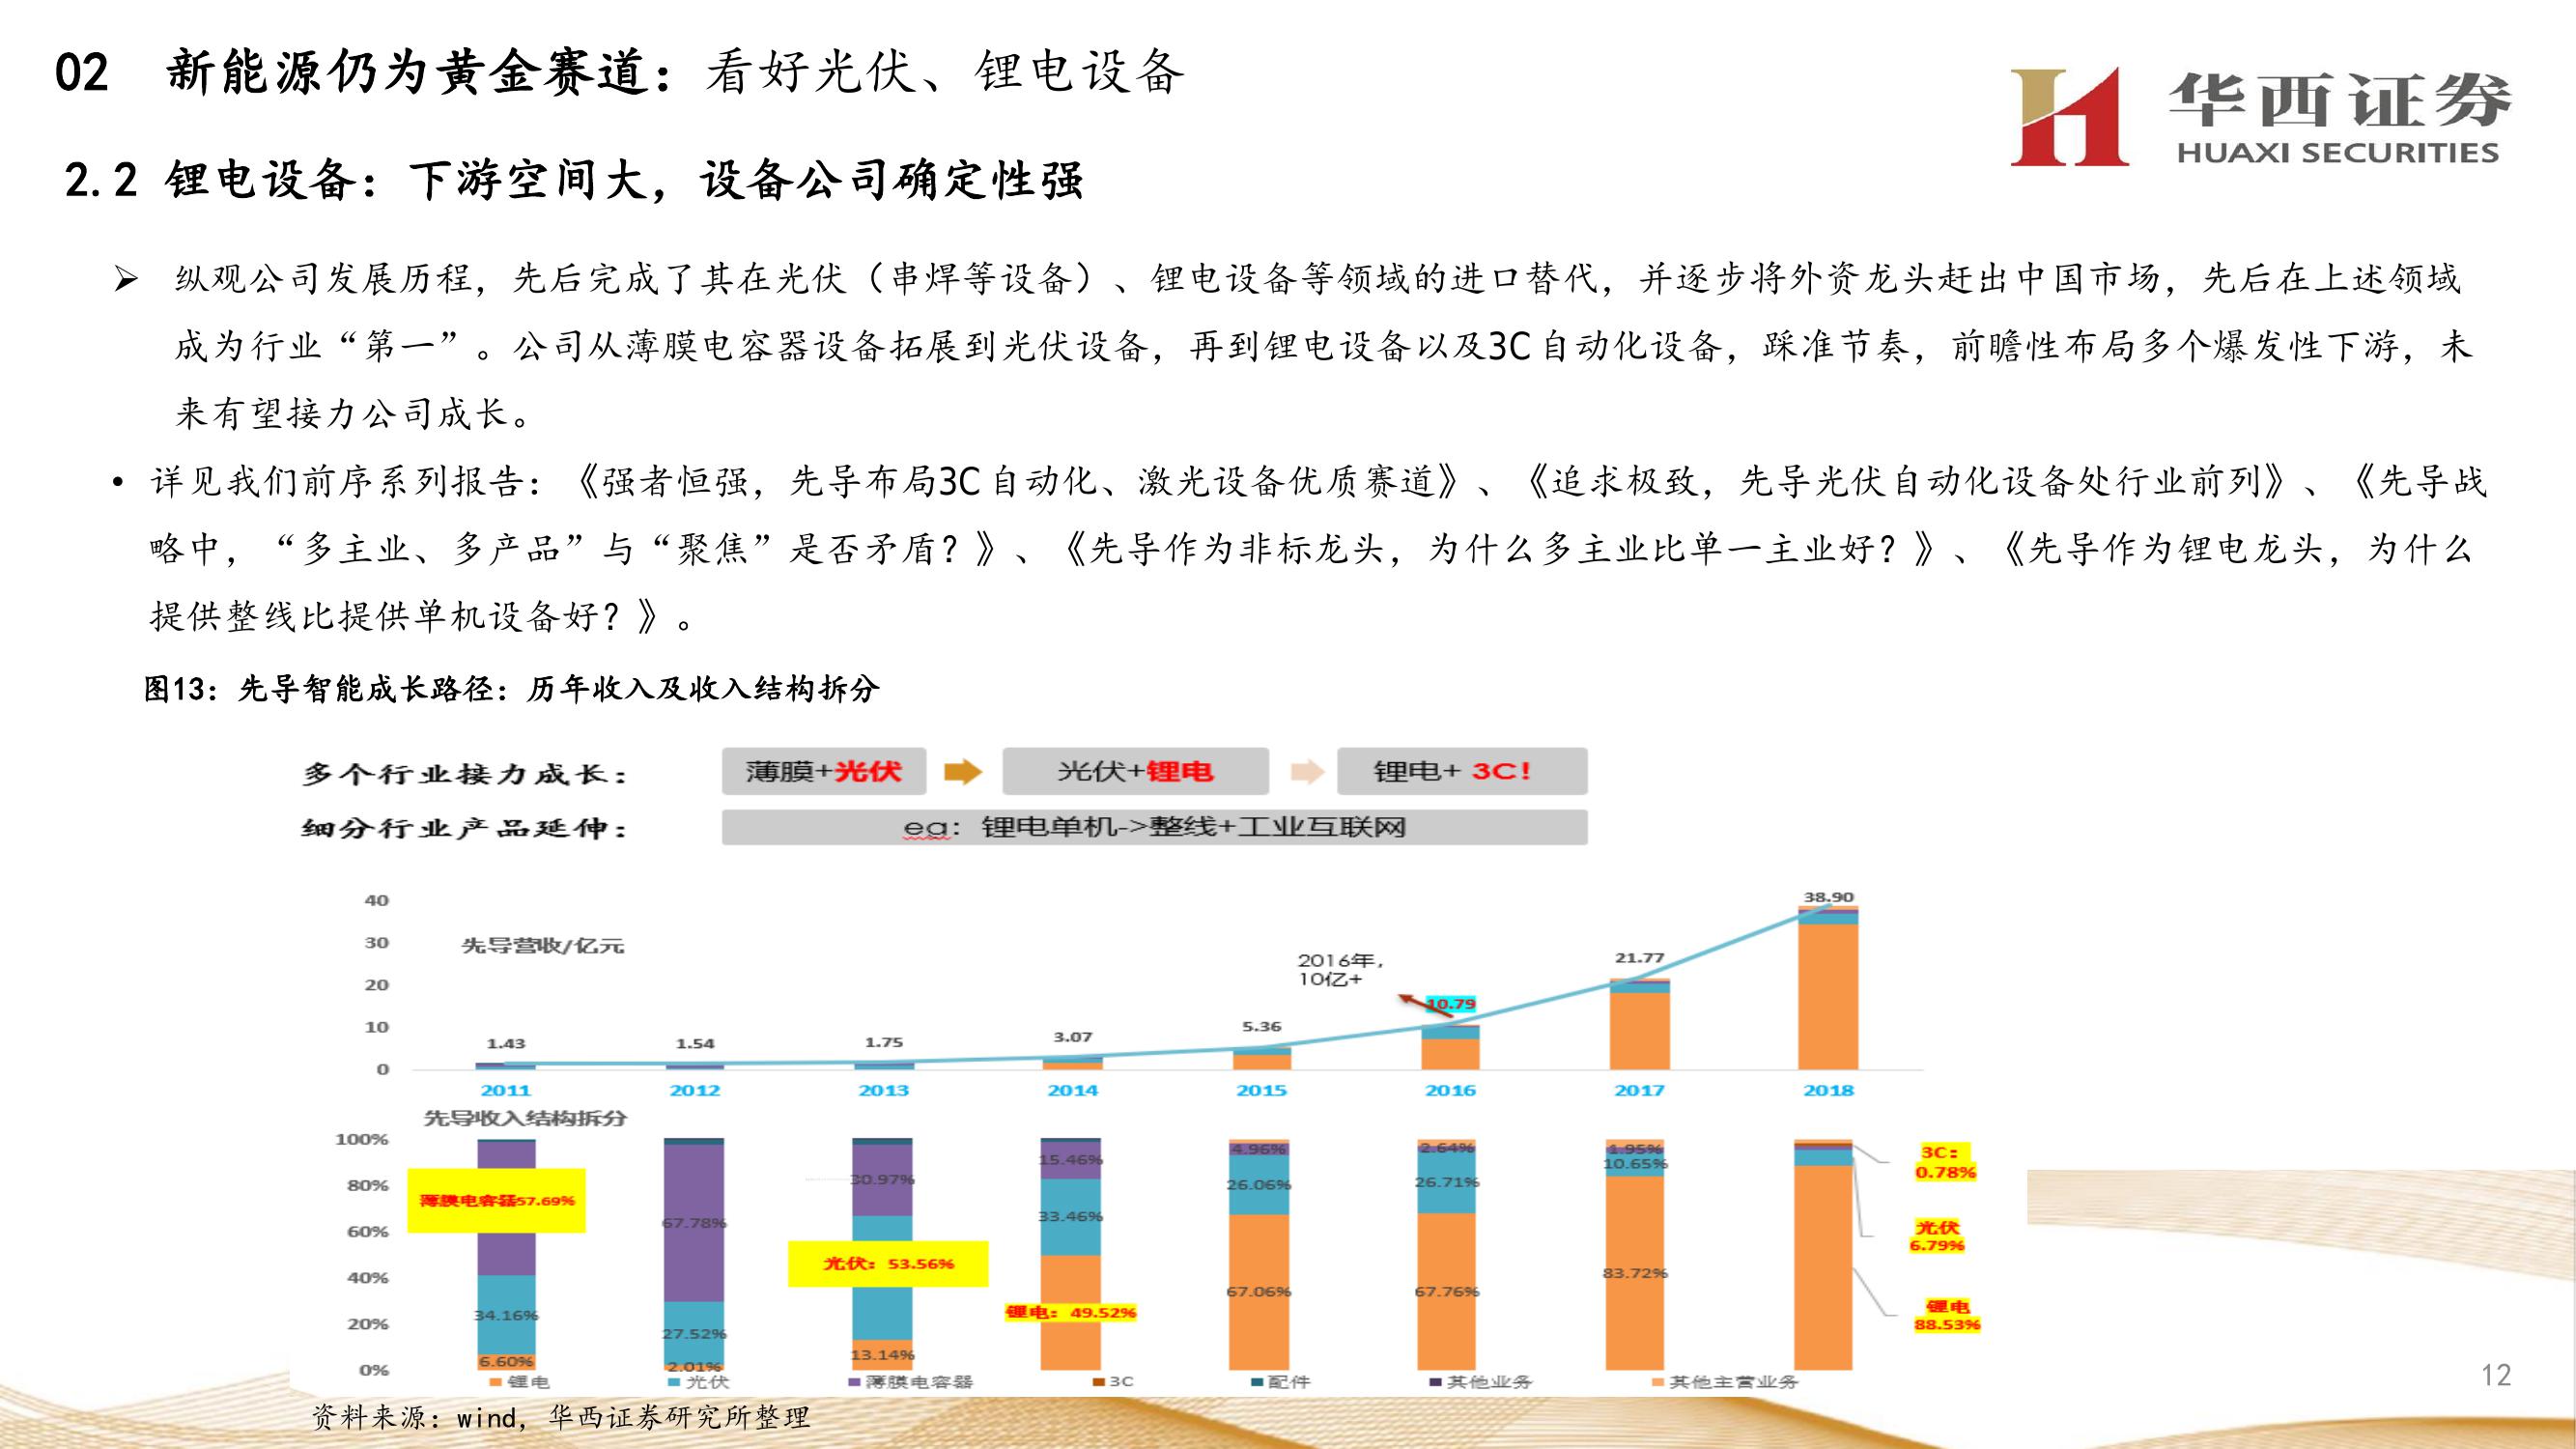 02 新能源仍为黄金赛道：看好光伏、锂电设备
华西证券
HUAXI SECURITIES
2.2 锂电设备：下游空间大，设备公司确定性强
➢ 纵观公司发展历程，先后完成了其在光伏（串焊等设备）、锂电设备等领域的进口替代，并逐步将外资龙头赶出中国市场，先后在上述领域
成为行业“第一”。公司从薄膜电容器设备拓展到光伏设备，再到锂电设备以及3C自动化设备，踩准节奏，前瞻性布局多个爆发性下游，未
来有望接力公司成长。
• 详见我们前序系列报告：《强者恒强，先导布局3C自动化、激光设备优质赛道》、《追求极致，先导光伏自动化设备处行业前列》、《先导战
略中，“多主业、多产品”与“聚焦”是否矛盾？》、《先导作为非标龙头，为什么多主业比单一主业好？》、《先导作为锂电龙头，为什么
提供整线比提供单机设备好？》。
图13：先导智能成长路径：历年收入及收入结构拆分
多个行业接力成长： 薄膜+光伏 光伏+锂电 锂电+ 3C！
细分行业产品延伸： eg：锂电单机->整线+工业互联网
40
30
20
10
0
先导营收/亿元
1.43 1.54 1.75 3.07 5.36 10.79 21.77 38.90
2016年，
10亿+
2011 2012 2013 2014 2015 2016 2017 2018
先导收入结构拆分
100%
80%
60%
40%
20%
0%
薄膜电容器57.69%
34.16%
6.60%
67.78%
27.52%
2.01%
30.97%
光伏：53.56%
13.14%
15.46%
33.46%
锂电：49.52%
4.96%
26.06%
67.06%
2.64%
26.71%
67.76%
1.95%
10.65%
83.72%
3C：
0.78%
光伏
6.79%
锂电
88.53%
锂电 光伏 薄膜电容器 3C 配件 其他业务 其他主营业务
资料来源：wind，华西证券研究所整理
12